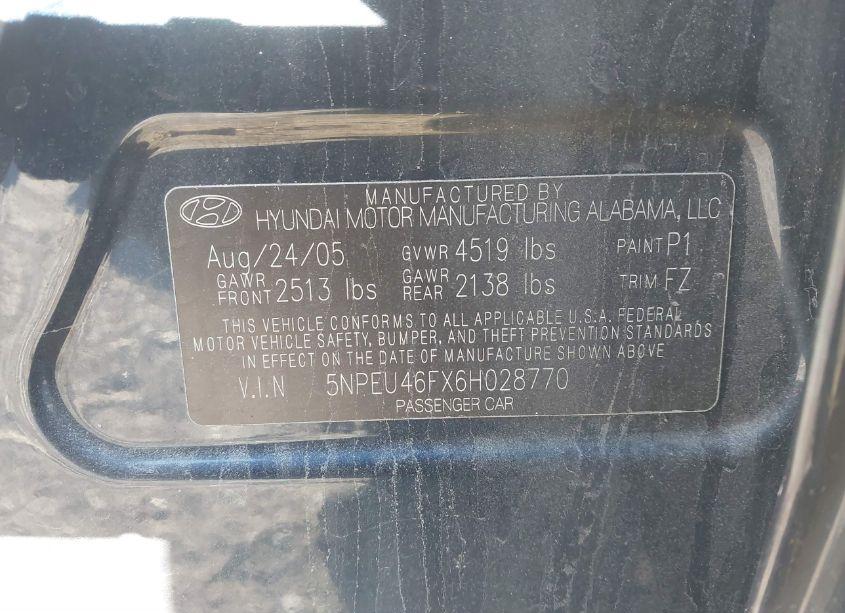 MANUFACTURED BY
HYUNDAI MOTOR MANUFACTURING ALABAMA, LLC
Aug/24/05 GVWR 4519 lbs PAINT P1
GAWR FRONT 2513 lbs GAWR REAR 2138 lbs TRIM FZ
THIS VEHICLE CONFORMS TO ALL APPLICABLE U.S.A. FEDERAL
MOTOR VEHICLE SAFETY, BUMPER, AND THEFT PREVENTION STANDARDS
IN EFFECT ON THE DATE OF MANUFACTURE SHOWN ABOVE
V.I.N 5NPEU46FX6H028770
PASSENGER CAR